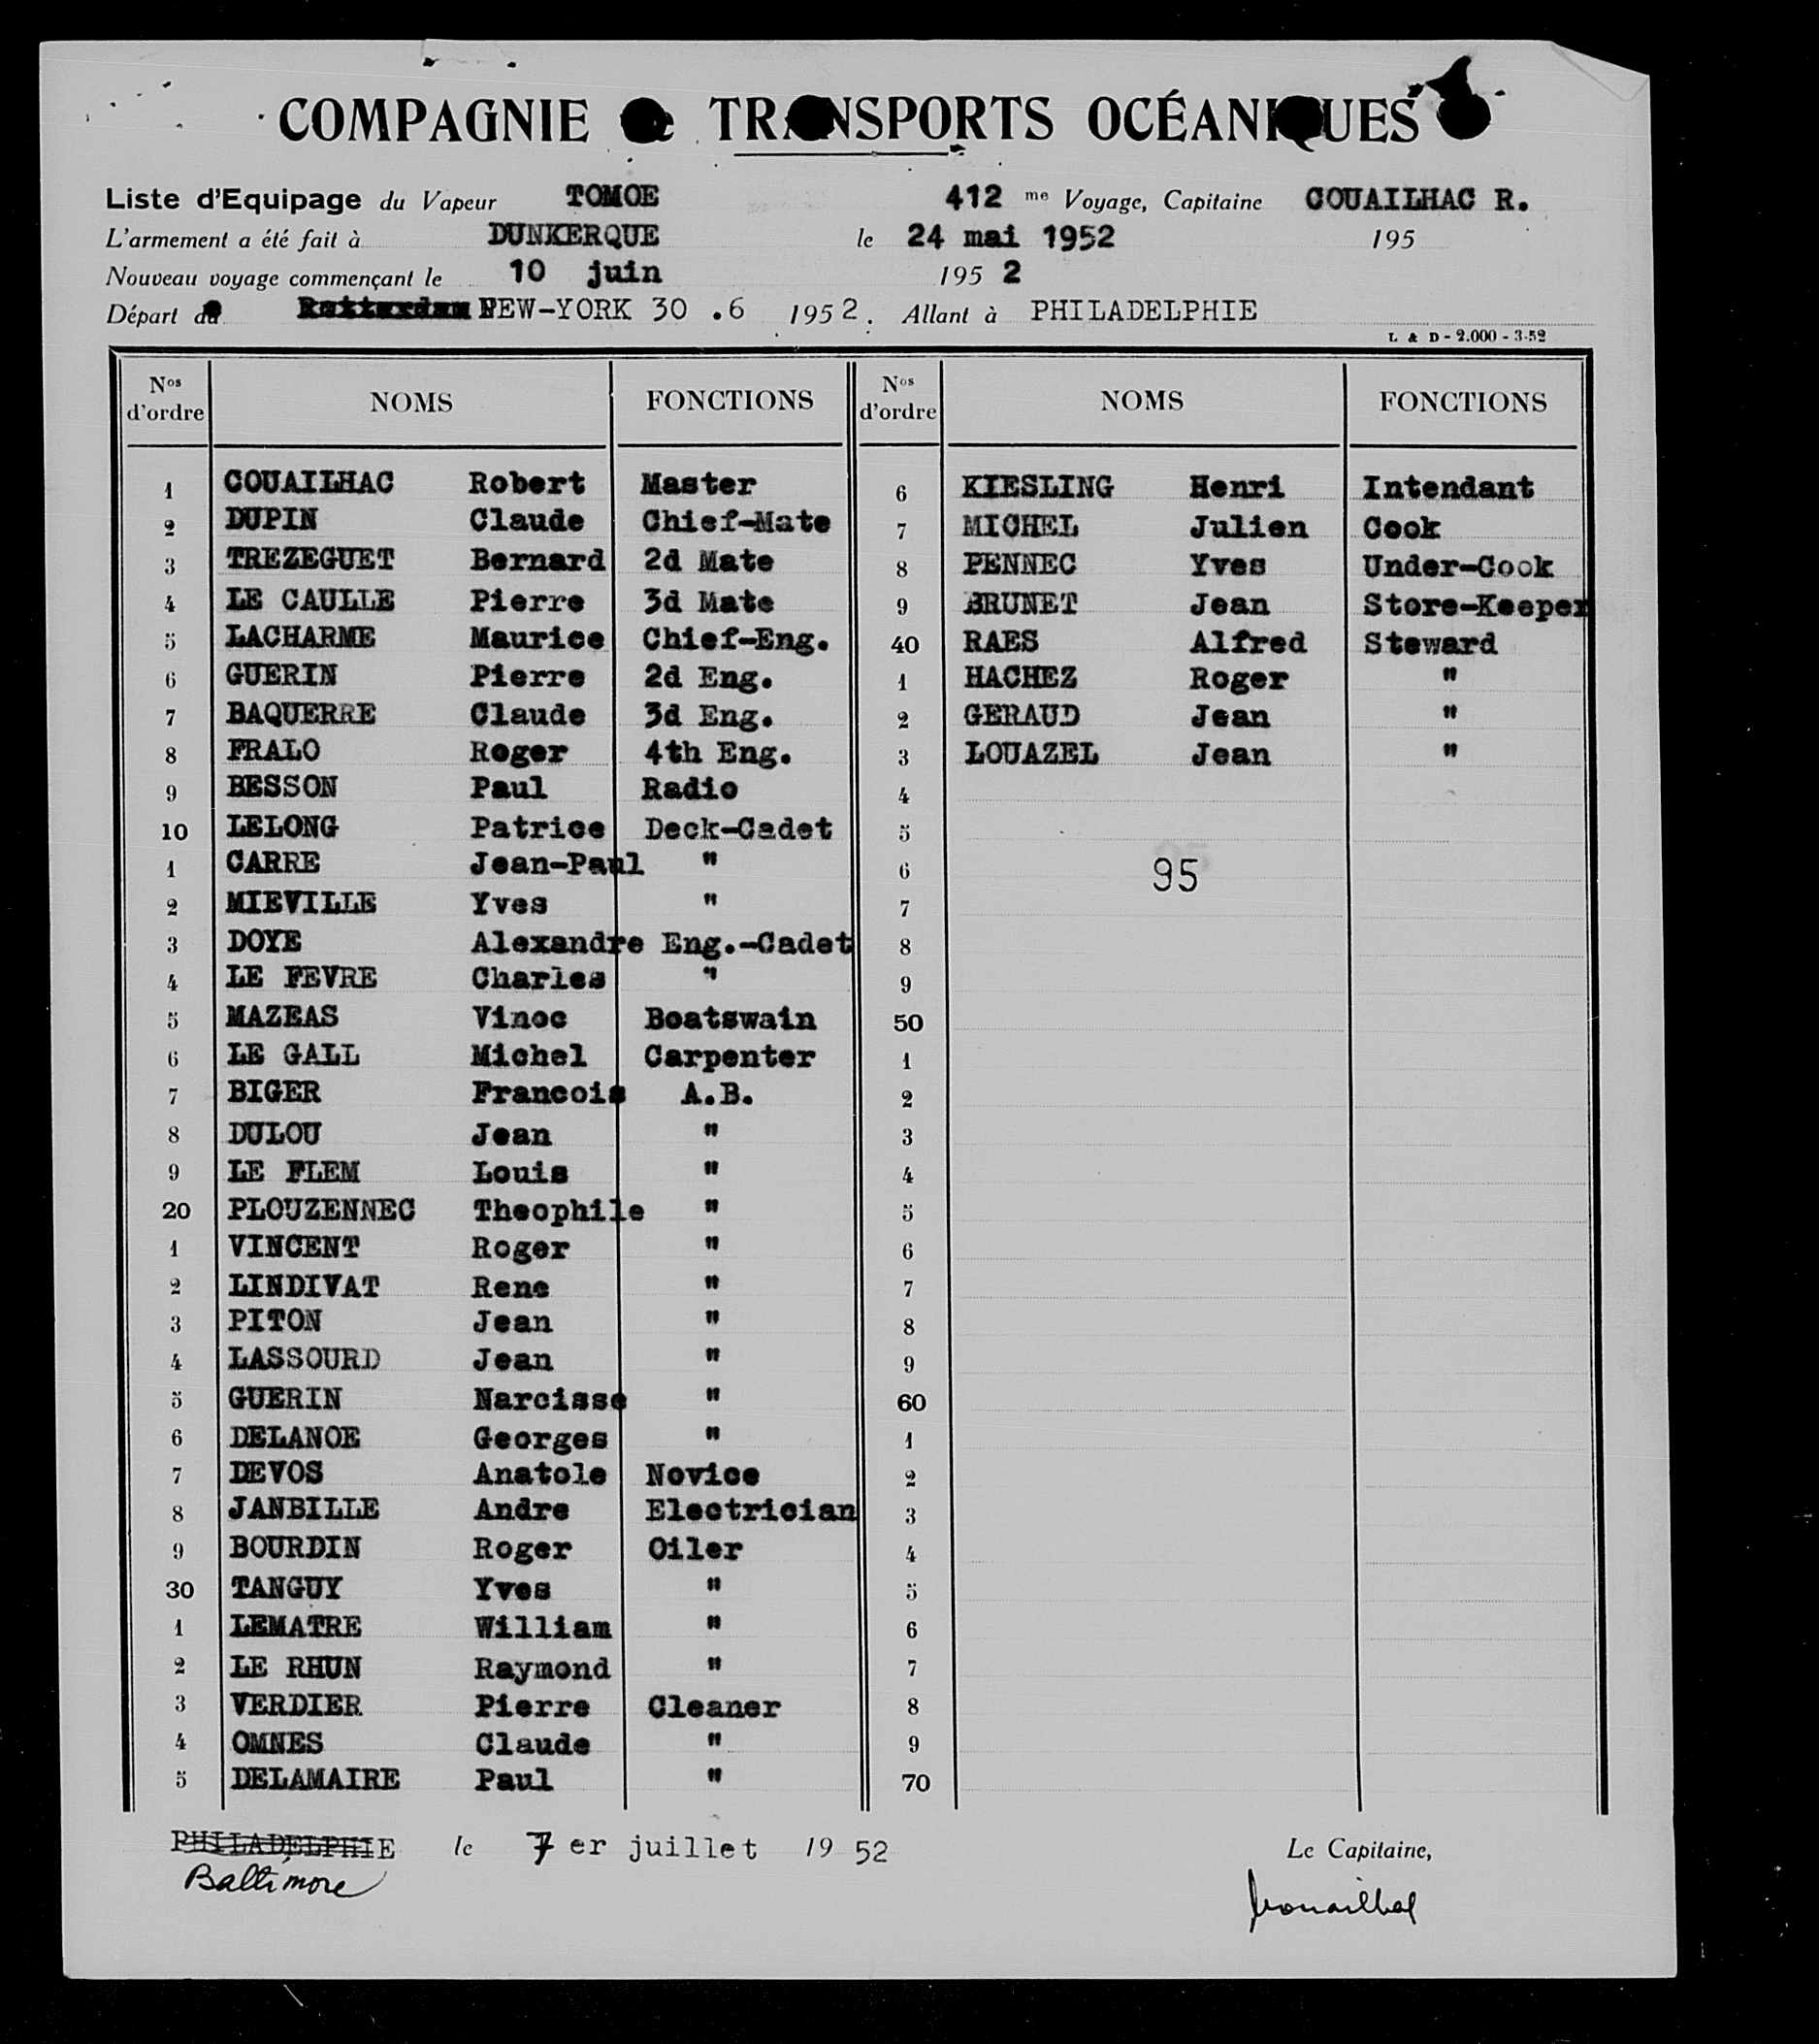 COMPAGNIE de TRANSPORTS OCÉANIQUES
Liste d'Equipage du Vapeur TOMOE 412 me Voyage, Capitaine COUAILHAC R.
L'armement a été fait à DUNKERQUE le 24 mai 1952 195
Nouveau voyage commençant le 10 juin 195 2
Départ de Rotterdam NEW-YORK 30 .6 195 2. Allant à PHILADELPHIE
L & D - 2.000 - 3-52
Nos d'ordre NOMS FONCTIONS Nos d'ordre NOMS FONCTIONS
1 COUAILHAC Robert Master 6 KIESLING Henri Intendant
2 DUPIN Claude Chief-Mate 7 MICHEL Julien Cook
3 TREZEGUET Bernard 2d Mate 8 PENNEC Yves Under-Cook
4 LE CAULLE Pierre 3d Mate 9 BRUNET Jean Store-Keeper
5 LACHARME Maurice Chief-Eng. 40 RAES Alfred Steward
6 GUERIN Pierre 2d Eng. 1 HACHEZ Roger "
7 BAQUERRE Claude 3d Eng. 2 GERAUD Jean "
8 FRALO Roger 4th Eng. 3 LOUAZEL Jean "
9 BESSON Paul Radio 4
10 LELONG Patrice Deck-Cadet 5
1 CARRE Jean-Paul " 6 95
2 MIEVILLE Yves " 7
3 DOYE Alexandre Eng.-Cadet 8
4 LE FEVRE Charles " 9
5 MAZEAS Vinoc Boatswain 50
6 LE GALL Michel Carpenter 1
7 BIGER Francois A.B. 2
8 DULOU Jean " 3
9 LE FLEM Louis " 4
20 PLOUZENNEC Theophile " 5
1 VINCENT Roger " 6
2 LINDIVAT Rene " 7
3 PITON Jean " 8
4 LASSOURD Jean " 9
5 GUERIN Narcisse " 60
6 DELANOE Georges " 1
7 DEVOS Anatole Novice 2
8 JANBILLE Andre Electrician 3
9 BOURDIN Roger Oiler 4
30 TANGUY Yves " 5
1 LEMATRE William " 6
2 LE RHUN Raymond " 7
3 VERDIER Pierre Cleaner 8
4 OMNES Claude " 9
5 DELAMAIRE Paul " 70
PHILADELPHIE le 7 er juillet 19 52 Le Capitaine,
Baltimore